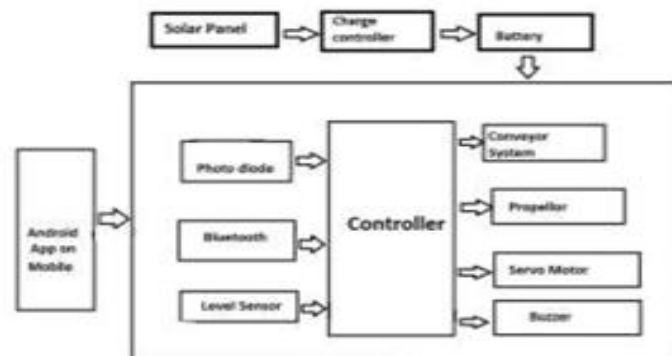 Solar Panel
Charge
controller
Battery
Conveyor
System
Photo diode
Propellor
Controller
Android
App on
Mobile
Bluetooth
Servo Motor
Level Sensor
Buzzer